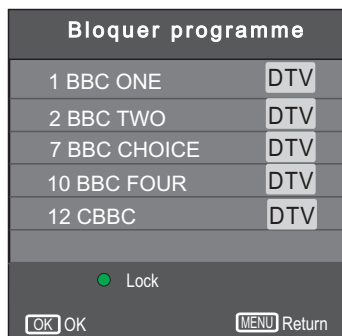 Bloquer programme
1 BBC ONE DTV
2 BBC TWO DTV
7 BBC CHOICE DTV
10 BBC FOUR DTV
12 CBBC DTV
Lock
OK OK MENU Return